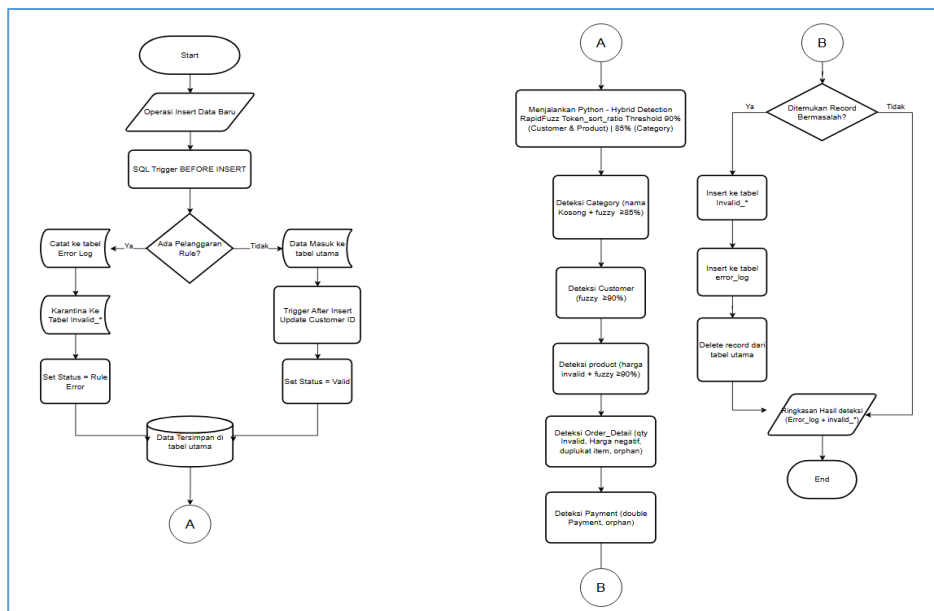 Start
Operasi Insert Data Baru
SQL Trigger BEFORE INSERT
Ada Pelanggaran
Rule?
Ya
Tidak
Catat ke tabel
Error Log
Karantina Ke
Tabel Invalid_*
Set Status = Rule
Error
Data Masuk ke
tabel utama
Trigger After Insert
Update Customer ID
Set Status = Valid
Data Tersimpan di
tabel utama
A
A
Menjalankan Python - Hybrid Detection
RapidFuzz Token_sort_ratio Threshold 90%
(Customer & Product) | 85% (Category)
Deteksi Category (nama
Kosong + fuzzy ≥85%)
Deteksi Customer
(fuzzy ≥90%)
Deteksi product (harga
invalid + fuzzy ≥90%)
Deteksi Order_Detail (qty
Invalid, Harga negatif,
duplukat item, orphan)
Deteksi Payment (double
Payment, orphan)
B
B
Ditemukan Record
Bermasalah?
Ya
Tidak
Insert ke tabel
Invalid_*
Insert ke tabel
error_log
Delete record dari
tabel utama
Ringkasan Hasil deteksi
(Error_log + invalid_*)
End